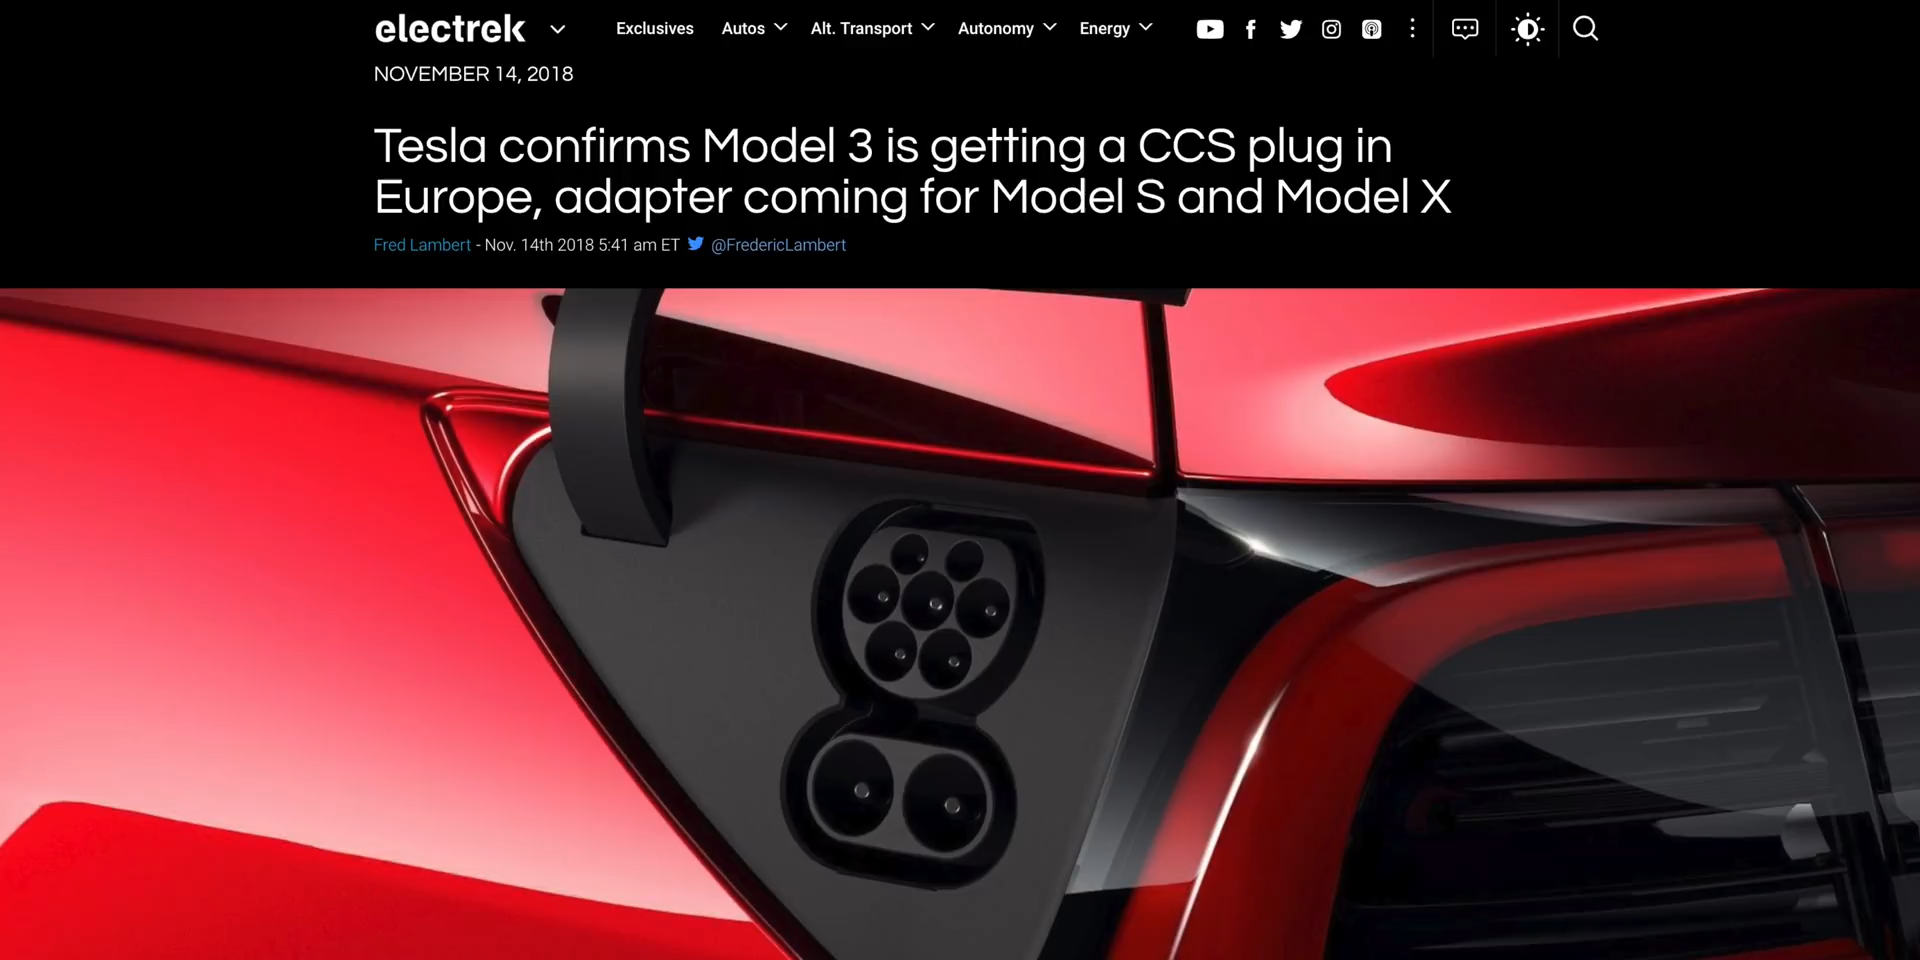 electrek
Exclusives Autos Alt. Transport Autonomy Energy
NOVEMBER 14, 2018
Tesla confirms Model 3 is getting a CCS plug in
Europe, adapter coming for Model S and Model X
Fred Lambert - Nov. 14th 2018 5:41 am ET @FredericLambert